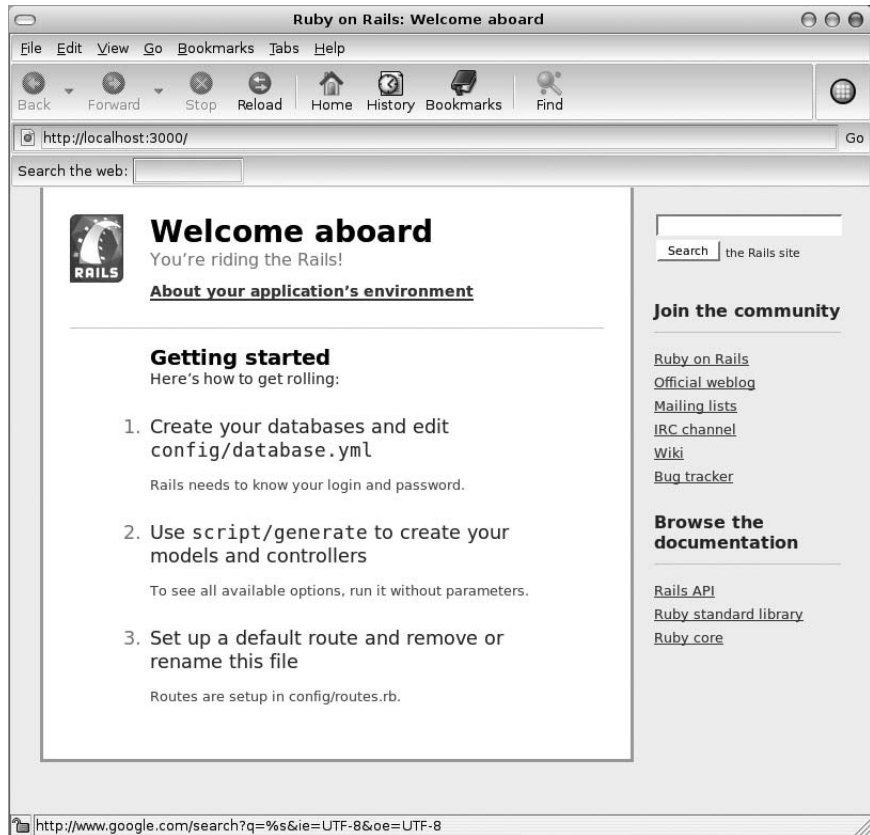 Ruby on Rails: Welcome aboard
File Edit View Go Bookmarks Tabs Help
Back Forward Stop Reload Home History Bookmarks Find
http://localhost:3000/ Go
Search the web:
RAILS
Welcome aboard
You're riding the Rails!
About your application's environment
Getting started
Here's how to get rolling:
1. Create your databases and edit
config/database.yml
Rails needs to know your login and password.
2. Use script/generate to create your
models and controllers
To see all available options, run it without parameters.
3. Set up a default route and remove or
rename this file
Routes are setup in config/routes.rb.
Search the Rails site
Join the community
Ruby on Rails
Official weblog
Mailing lists
IRC channel
Wiki
Bug tracker
Browse the
documentation
Rails API
Ruby standard library
Ruby core
http://www.google.com/search?q=%s&ie=UTF-8&oe=UTF-8